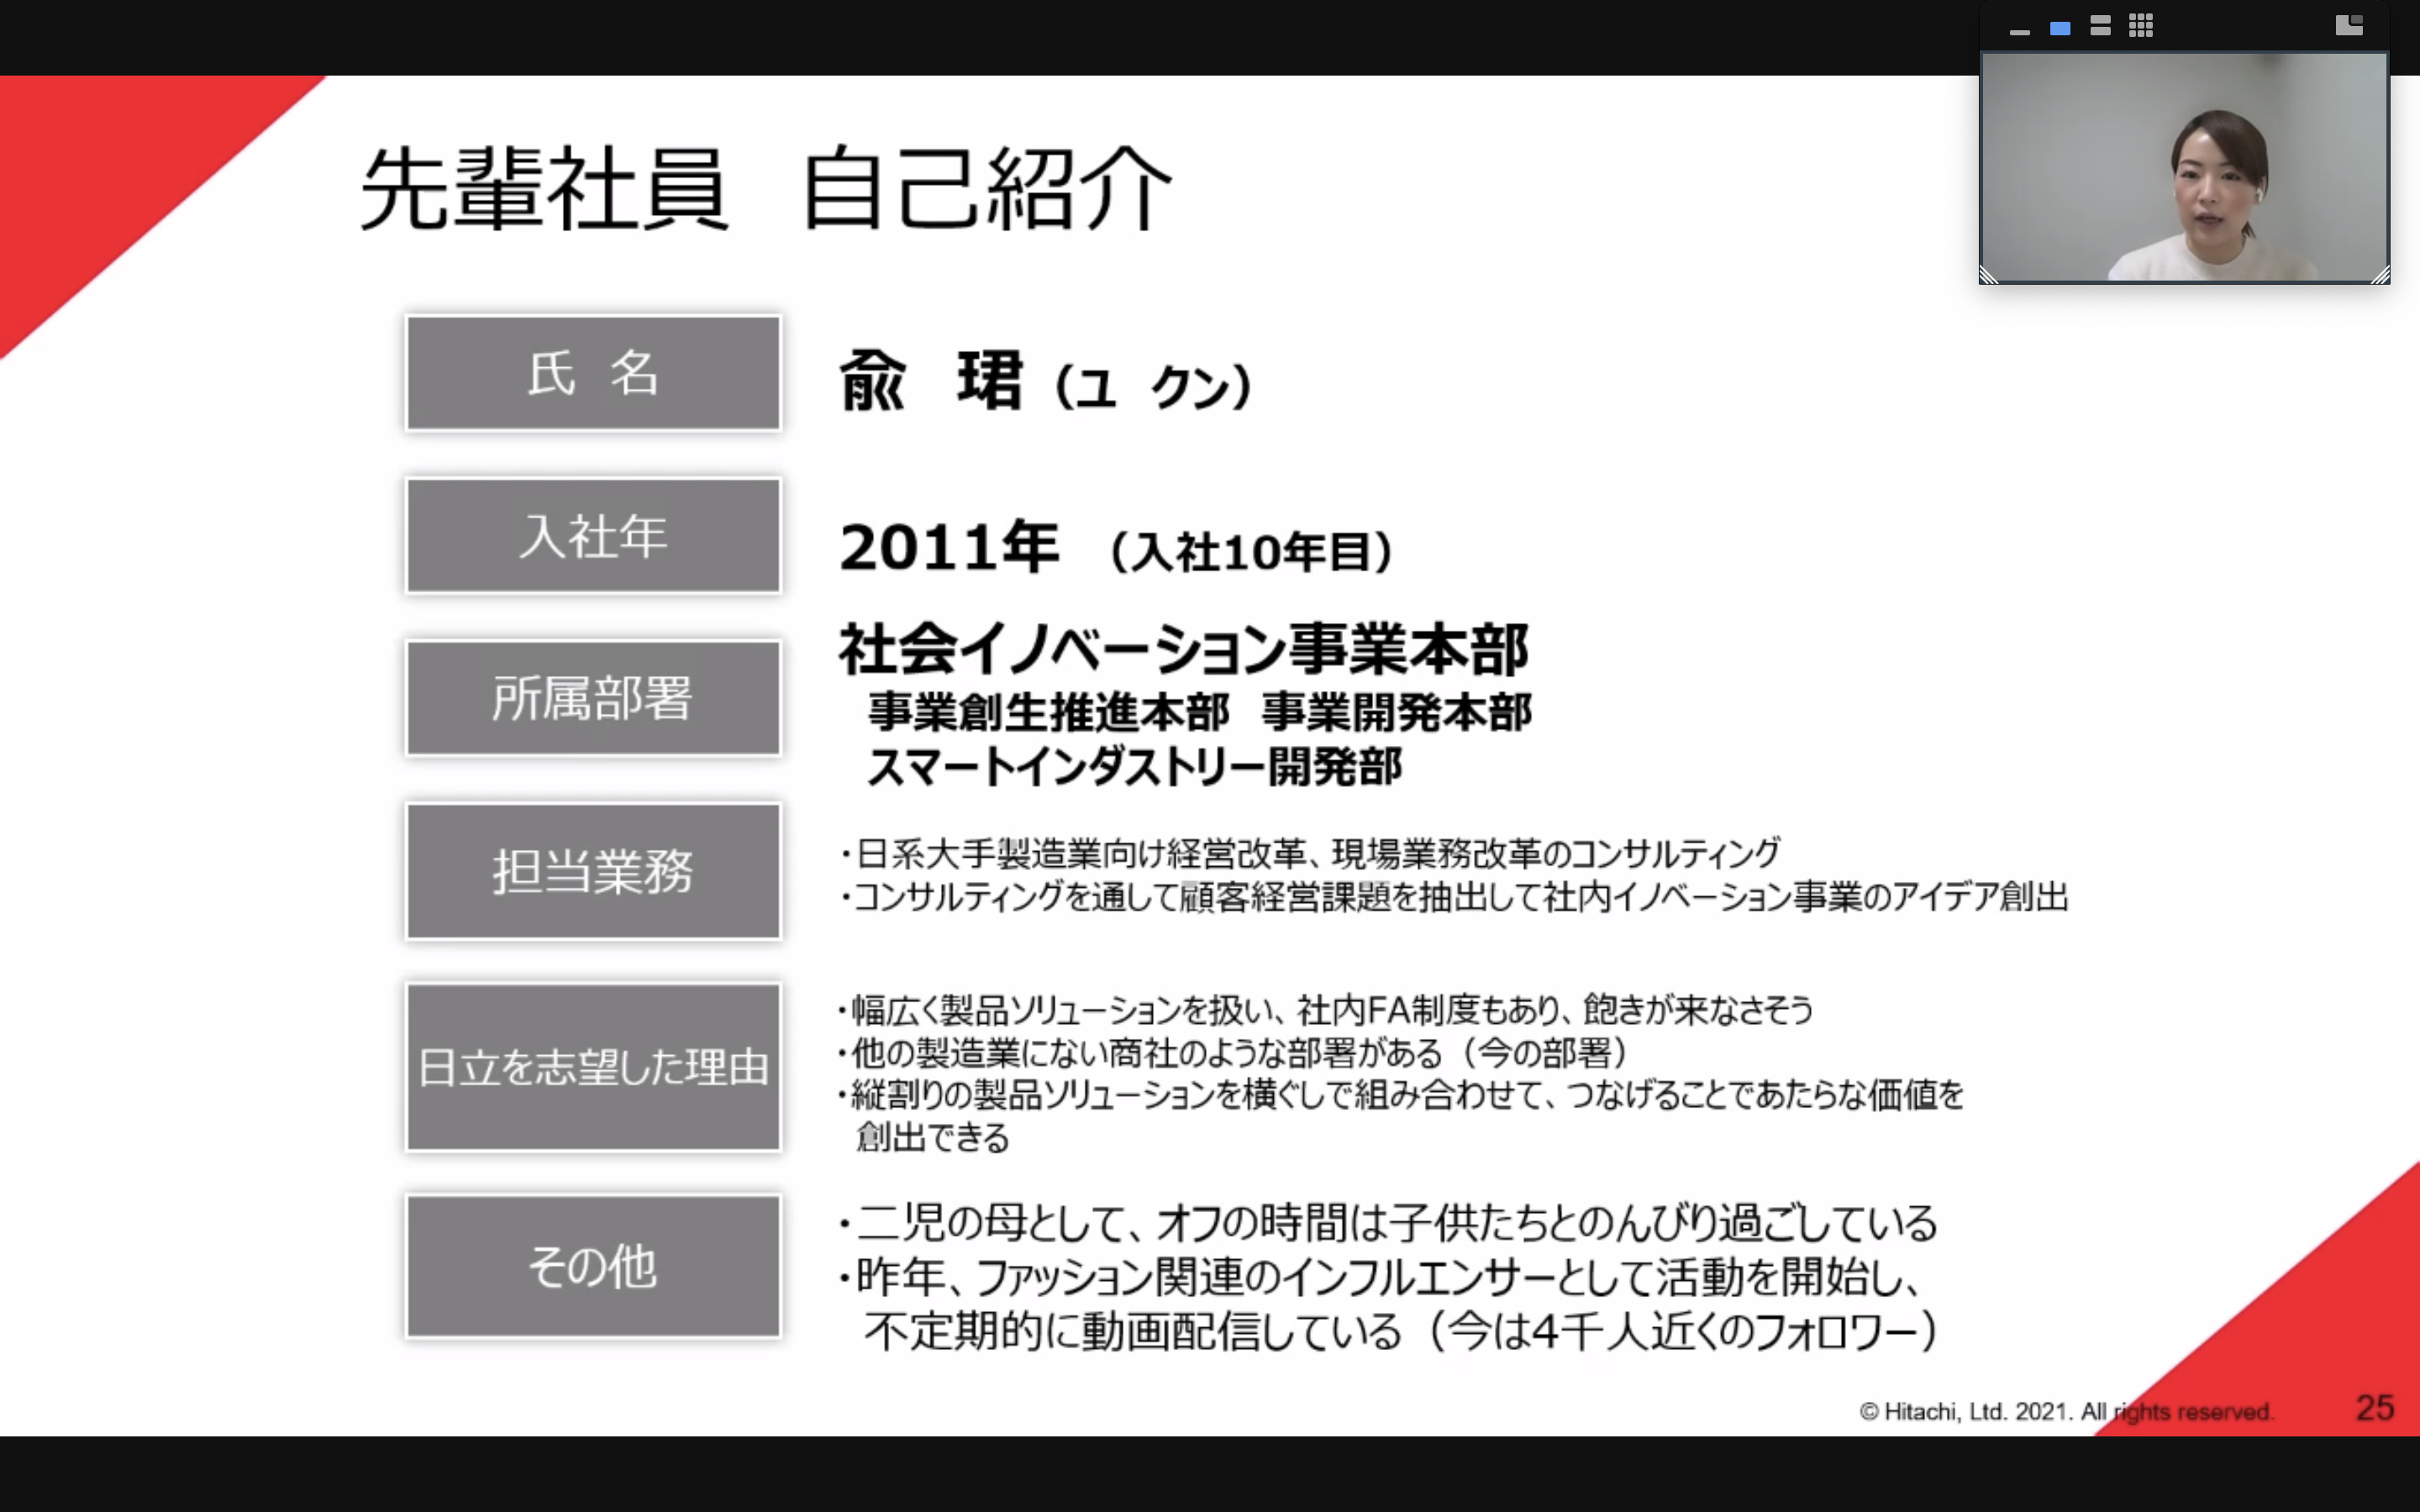 先輩社員 自己紹介
氏 名
兪 珺（ユ クン）
入社年
2011年 （入社10年目）
所属部署
社会イノベーション事業本部
事業創生推進本部 事業開発本部
スマートインダストリー開発部
担当業務
・日系大手製造業向け経営改革、現場業務改革のコンサルティング
・コンサルティングを通して顧客経営課題を抽出して社内イノベーション事業のアイデア創出
日立を志望した理由
・幅広く製品ソリューションを扱い、社内FA制度もあり、飽きが来なさそう
・他の製造業にない商社のような部署がある（今の部署）
・縦割りの製品ソリューションを横ぐしで組み合わせて、つなげることであたらな価値を
創出できる
その他
・二児の母として、オフの時間は子供たちとのんびり過ごしている
・昨年、ファッション関連のインフルエンサーとして活動を開始し、
不定期的に動画配信している（今は4千人近くのフォロワー）
© Hitachi, Ltd. 2021. All rights reserved.
25